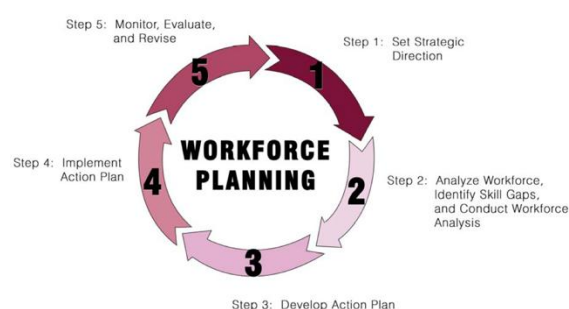 Step 5: Monitor, Evaluate,
and Revise
5
1
Step 1: Set Strategic
Direction
WORKFORCE
PLANNING
Step 4: Implement
Action Plan
4
2
Step 2: Analyze Workforce,
Identify Skill Gaps,
and Conduct Workforce
Analysis
3
Step 3: Develop Action Plan